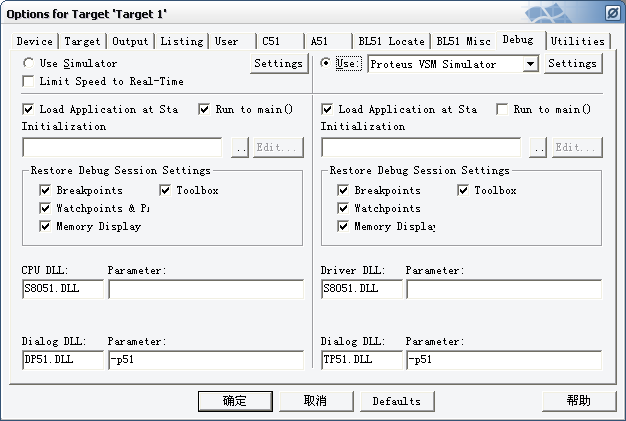 Options for Target 'Target 1'
Device Target Output Listing User C51 A51 BL51 Locate BL51 Misc Debug Utilities
Use Simulator Settings Use: Proteus VSM Simulator Settings
Limit Speed to Real-Time
Load Application at Sta Run to main() Load Application at Sta Run to main()
Initialization Initialization
.. Edit... .. Edit...
Restore Debug Session Settings Restore Debug Session Settings
Breakpoints Toolbox Breakpoints Toolbox
Watchpoints & Pa Watchpoints
Memory Display Memory Display
CPU DLL: Parameter: Driver DLL: Parameter:
S8051.DLL S8051.DLL
Dialog DLL: Parameter: Dialog DLL: Parameter:
DP51.DLL -p51 TP51.DLL -p51
确定 取消 Defaults 帮助